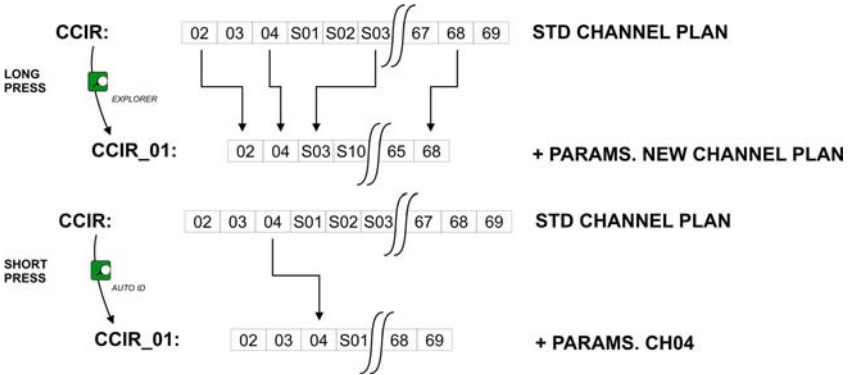 CCIR: 02 03 04 S01 S02 S03 67 68 69 STD CHANNEL PLAN
LONG
PRESS
EXPLORER
CCIR_01: 02 04 S03 S10 65 68 + PARAMS. NEW CHANNEL PLAN
CCIR: 02 03 04 S01 S02 S03 67 68 69 STD CHANNEL PLAN
SHORT
PRESS
AUTO ID
CCIR_01: 02 03 04 S01 68 69 + PARAMS. CH04